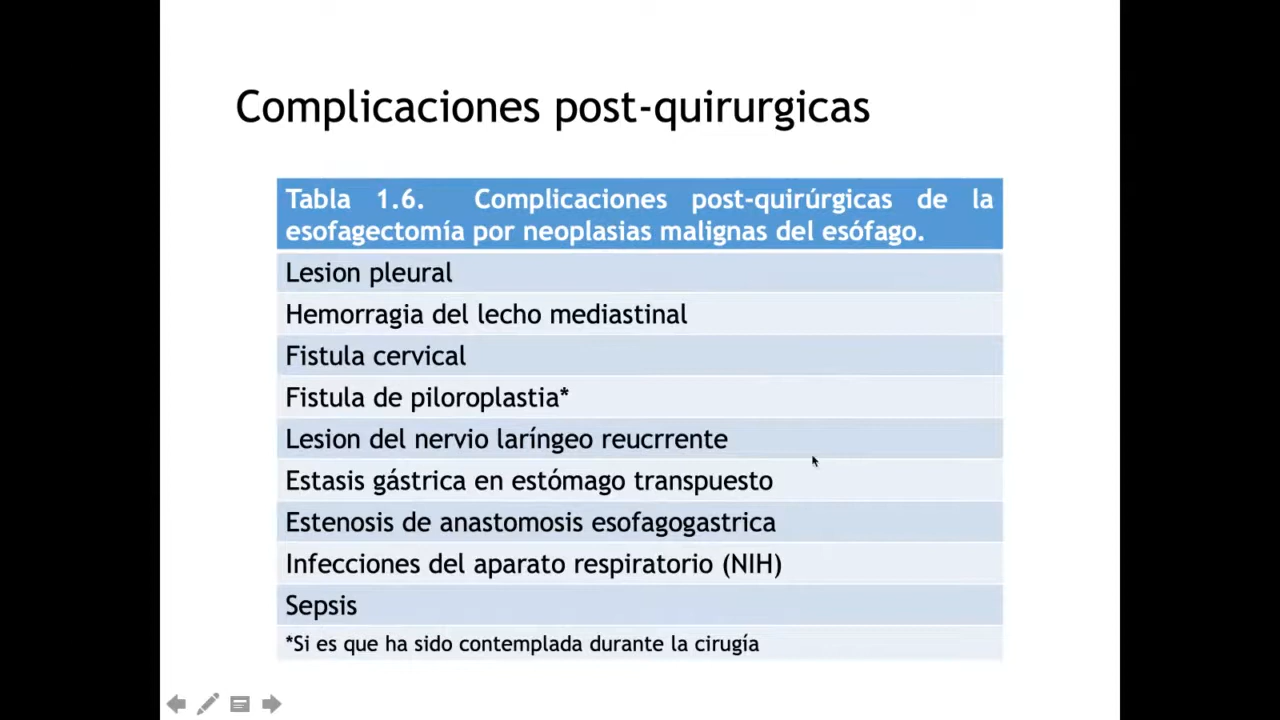 Complicaciones post-quirurgicas
Tabla 1.6. Complicaciones post-quirúrgicas de la
esofagectomía por neoplasias malignas del esófago.
Lesion pleural
Hemorragia del lecho mediastinal
Fistula cervical
Fistula de piloroplastia*
Lesion del nervio laríngeo reucrrente
Estasis gástrica en estómago transpuesto
Estenosis de anastomosis esofagogastrica
Infecciones del aparato respiratorio (NIH)
Sepsis
*Si es que ha sido contemplada durante la cirugía